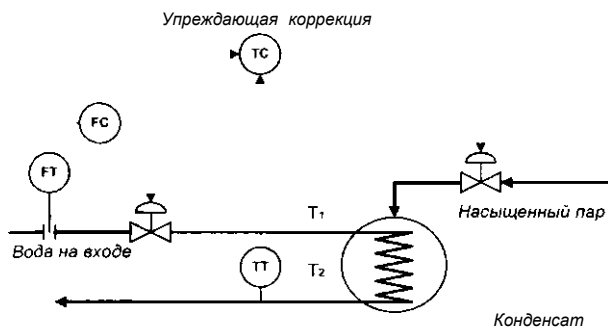 Упреждающая коррекция
TC
FC
FT
Насыщенный пар
T₁
Вода на входе
TT
T₂
Конденсат